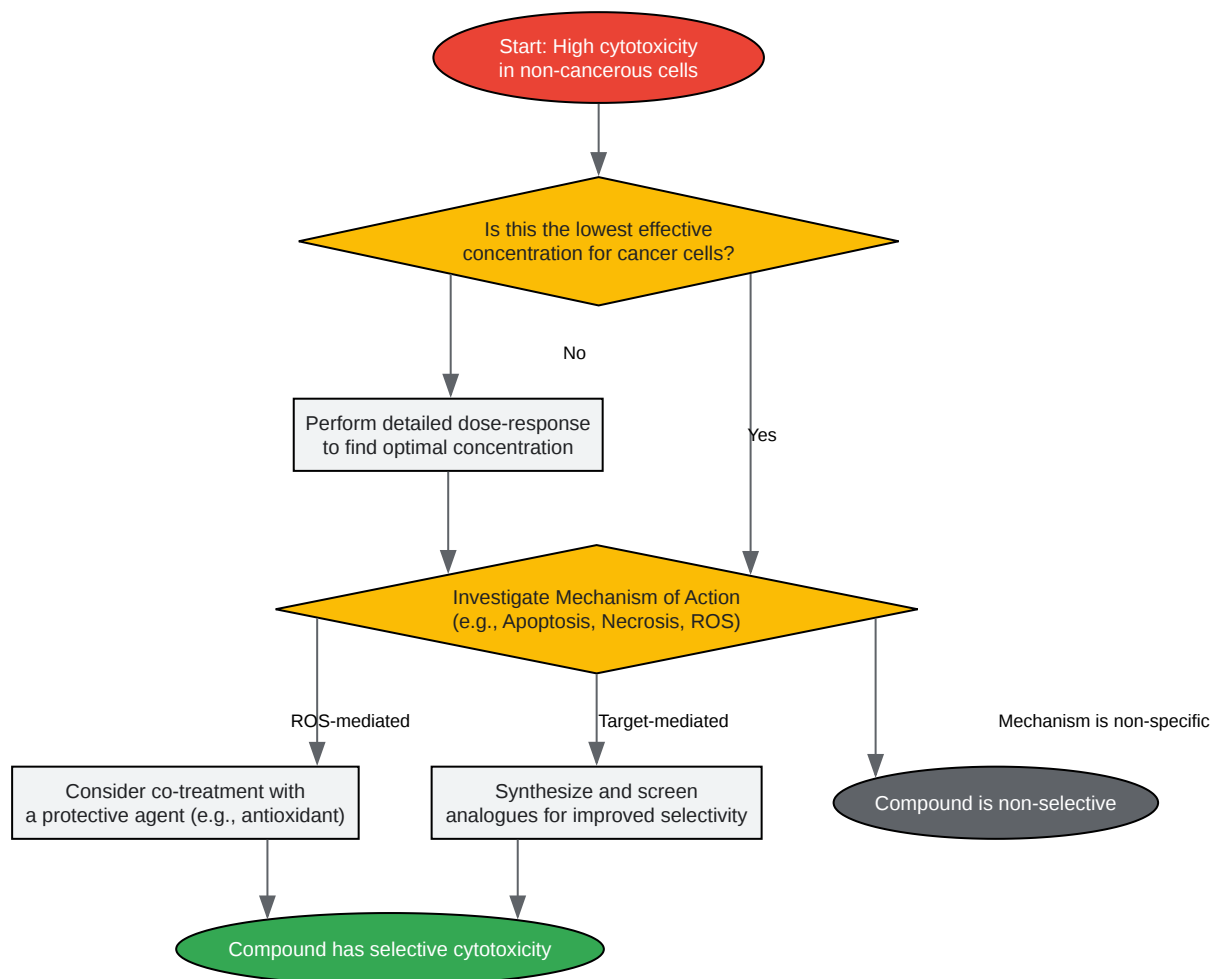 Start: High cytotoxicity
in non-cancerous cells
Is this the lowest effective
concentration for cancer cells?
No
Perform detailed dose-response
to find optimal concentration
Yes
Investigate Mechanism of Action
(e.g., Apoptosis, Necrosis, ROS)
ROS-mediated
Target-mediated
Mechanism is non-specific
Consider co-treatment with
a protective agent (e.g., antioxidant)
Synthesize and screen
analogues for improved selectivity
Compound is non-selective
Compound has selective cytotoxicity